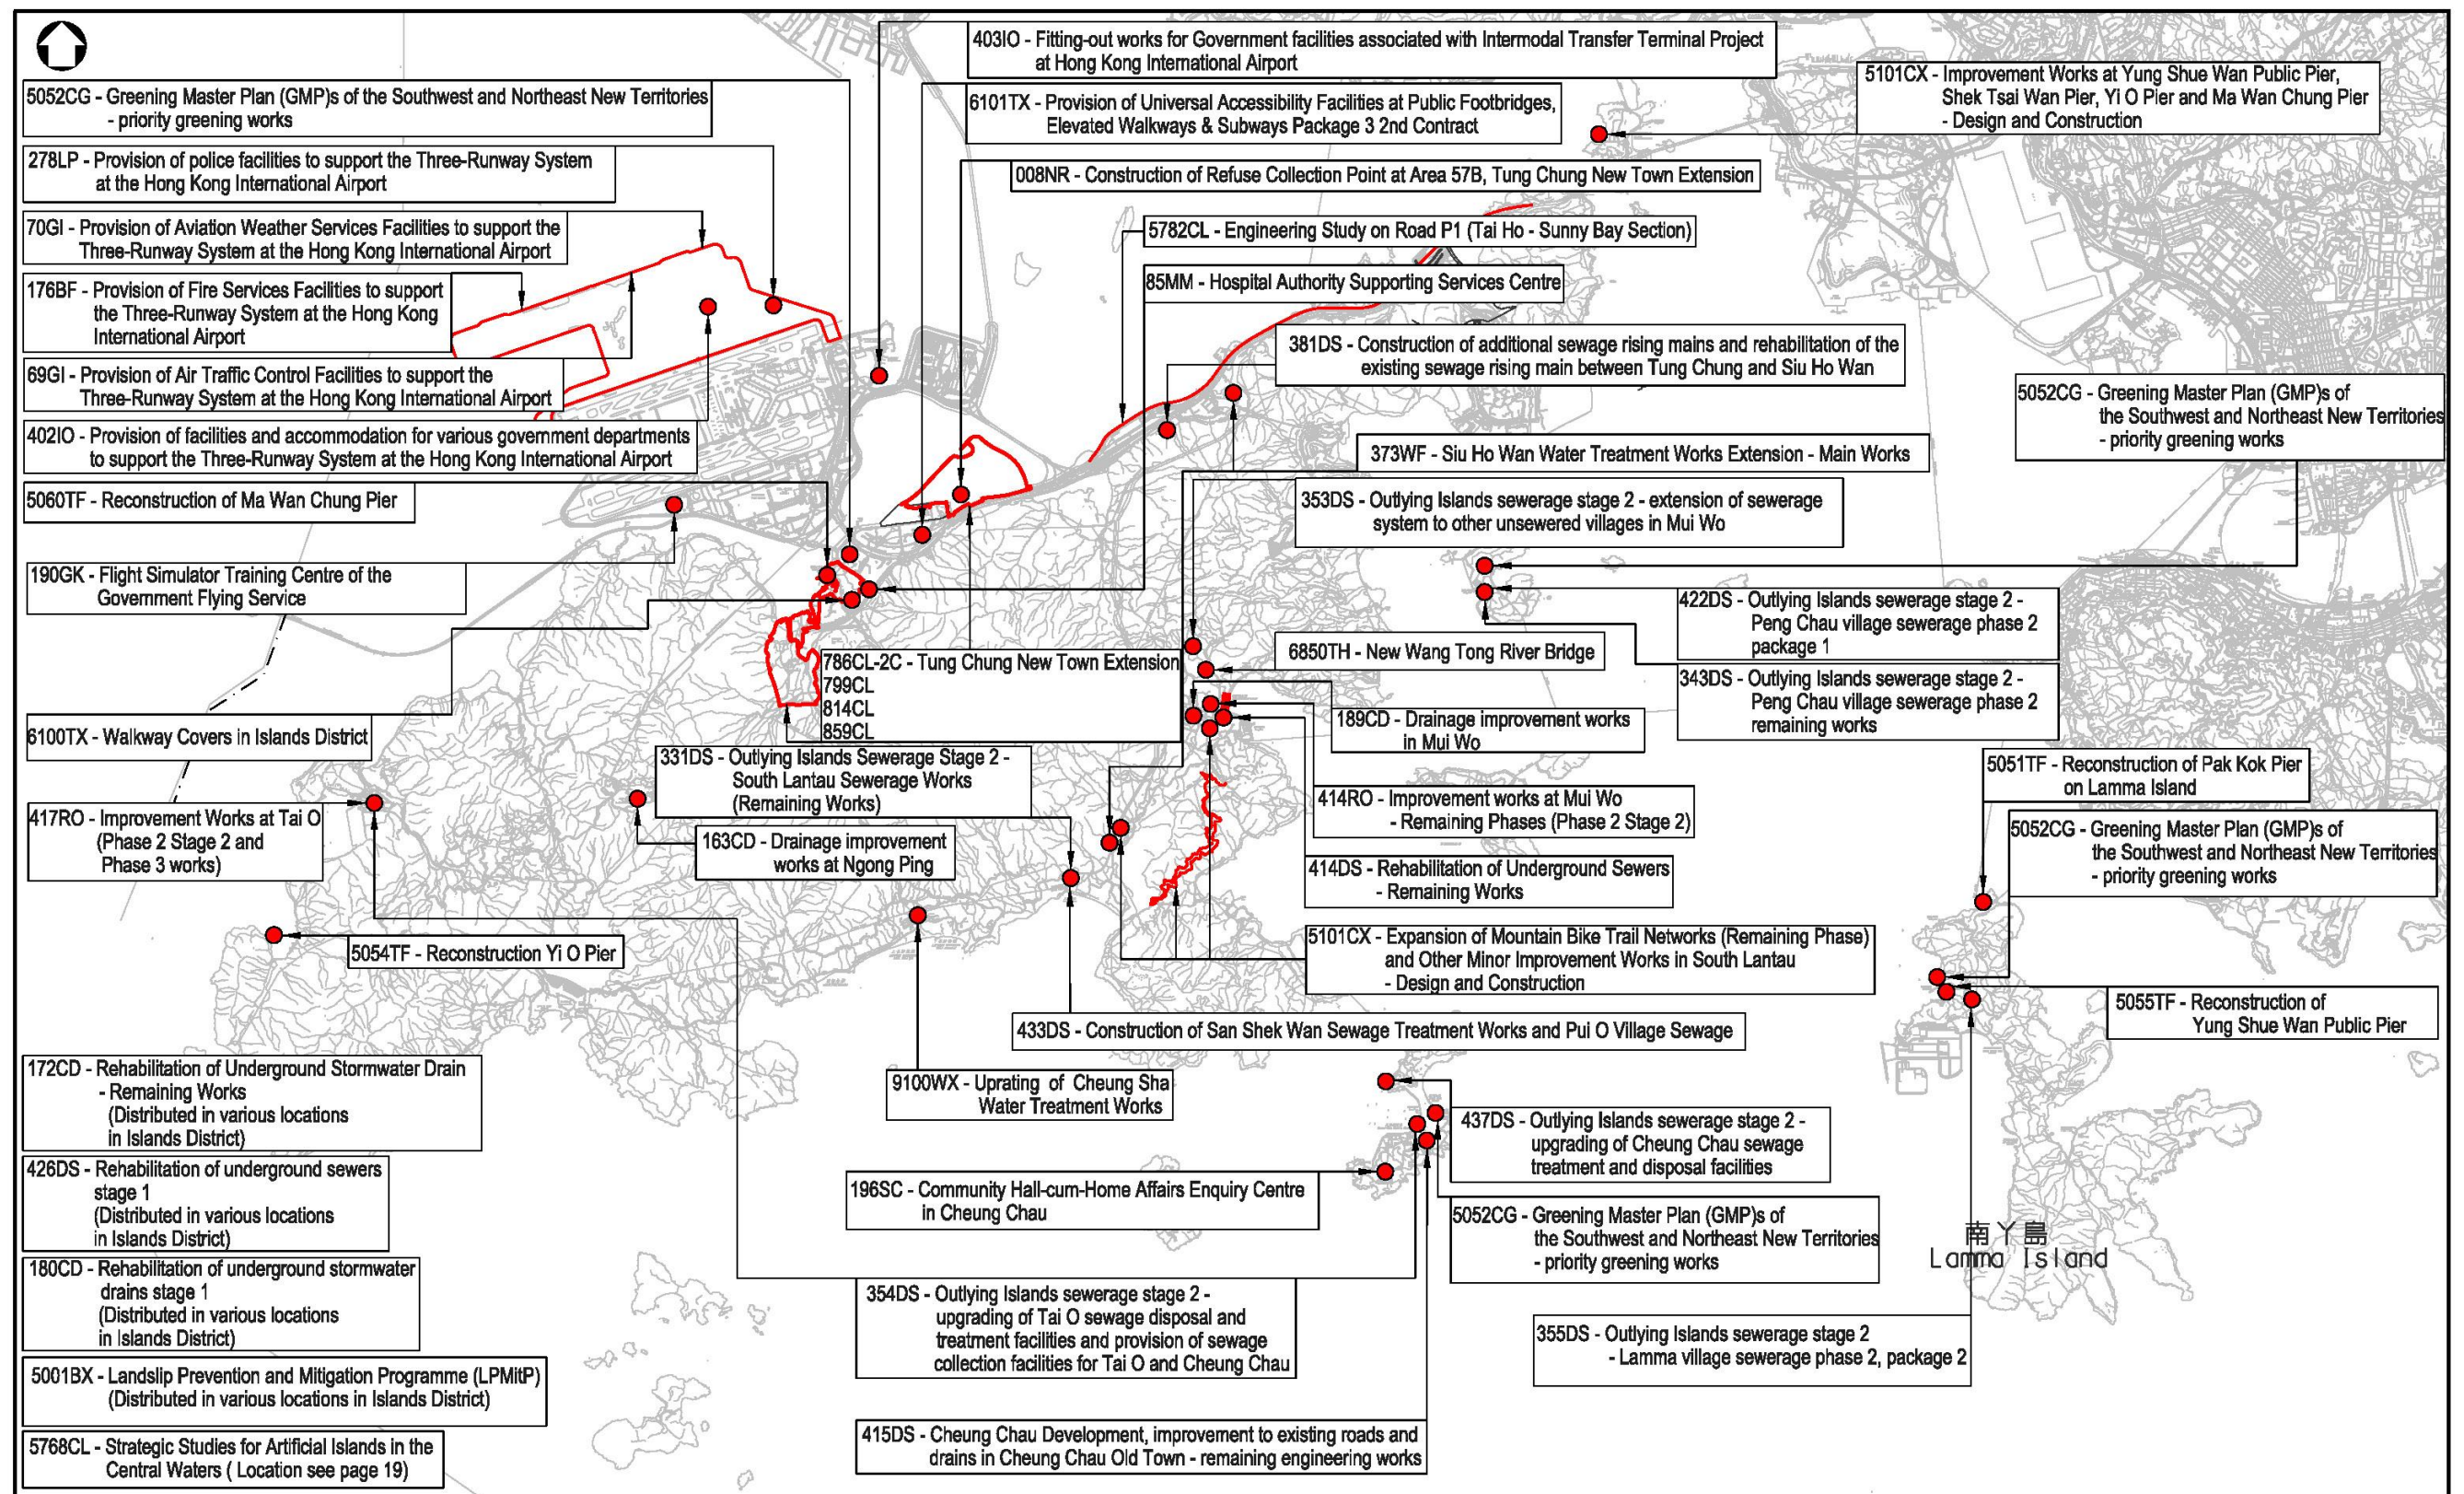 403IO - Fitting-out works for Government facilities associated with Intermodal Transfer Terminal Project
at Hong Kong International Airport
5101CX - Improvement Works at Yung Shue Wan Public Pier,
Shek Tsai Wan Pier, Yi O Pier and Ma Wan Chung Pier
- Design and Construction
5052CG - Greening Master Plan (GMP)s of the Southwest and Northeast New Territories
- priority greening works
6101TX - Provision of Universal Accessibility Facilities at Public Footbridges,
Elevated Walkways & Subways Package 3 2nd Contract
278LP - Provision of police facilities to support the Three-Runway System
at the Hong Kong International Airport
008NR - Construction of Refuse Collection Point at Area 57B, Tung Chung New Town Extension
70GI - Provision of Aviation Weather Services Facilities to support the
Three-Runway System at the Hong Kong International Airport
5782CL - Engineering Study on Road P1 (Tai Ho - Sunny Bay Section)
176BF - Provision of Fire Services Facilities to support
the Three-Runway System at the Hong Kong
International Airport
85MM - Hospital Authority Supporting Services Centre
381DS - Construction of additional sewage rising mains and rehabilitation of the
existing sewage rising main between Tung Chung and Siu Ho Wan
69GI - Provision of Air Traffic Control Facilities to support the
Three-Runway System at the Hong Kong International Airport
5052CG - Greening Master Plan (GMP)s of
the Southwest and Northeast New Territories
- priority greening works
402IO - Provision of facilities and accommodation for various government departments
to support the Three-Runway System at the Hong Kong International Airport
373WF - Siu Ho Wan Water Treatment Works Extension - Main Works
5060TF - Reconstruction of Ma Wan Chung Pier
353DS - Outlying Islands sewerage stage 2 - extension of sewerage
system to other unsewered villages in Mui Wo
190GK - Flight Simulator Training Centre of the
Government Flying Service
422DS - Outlying Islands sewerage stage 2 -
Peng Chau village sewerage phase 2
package 1
786CL-2C - Tung Chung New Town Extension
799CL
814CL
859CL
6850TH - New Wang Tong River Bridge
343DS - Outlying Islands sewerage stage 2 -
Peng Chau village sewerage phase 2
remaining works
189CD - Drainage improvement works
in Mui Wo
6100TX - Walkway Covers in Islands District
331DS - Outlying Islands Sewerage Stage 2 -
South Lantau Sewerage Works
(Remaining Works)
5051TF - Reconstruction of Pak Kok Pier
on Lamma Island
417RO - Improvement Works at Tai O
(Phase 2 Stage 2 and
Phase 3 works)
414RO - Improvement works at Mui Wo
- Remaining Phases (Phase 2 Stage 2)
163CD - Drainage improvement
works at Ngong Ping
5052CG - Greening Master Plan (GMP)s of
the Southwest and Northeast New Territories
- priority greening works
414DS - Rehabilitation of Underground Sewers
- Remaining Works
5054TF - Reconstruction Yi O Pier
5101CX - Expansion of Mountain Bike Trail Networks (Remaining Phase)
and Other Minor Improvement Works in South Lantau
- Design and Construction
5055TF - Reconstruction of
Yung Shue Wan Public Pier
433DS - Construction of San Shek Wan Sewage Treatment Works and Pui O Village Sewage
172CD - Rehabilitation of Underground Stormwater Drain
- Remaining Works
(Distributed in various locations
in Islands District)
9100WX - Uprating of Cheung Sha
Water Treatment Works
437DS - Outlying Islands sewerage stage 2 -
upgrading of Cheung Chau sewage
treatment and disposal facilities
426DS - Rehabilitation of underground sewers
stage 1
(Distributed in various locations
in Islands District)
196SC - Community Hall-cum-Home Affairs Enquiry Centre
in Cheung Chau
5052CG - Greening Master Plan (GMP)s of
the Southwest and Northeast New Territories
- priority greening works
南丫島
Lamma Island
180CD - Rehabilitation of underground stormwater
drains stage 1
(Distributed in various locations
in Islands District)
354DS - Outlying Islands sewerage stage 2 -
upgrading of Tai O sewage disposal and
treatment facilities and provision of sewage
collection facilities for Tai O and Cheung Chau
355DS - Outlying Islands sewerage stage 2
- Lamma village sewerage phase 2, package 2
5001BX - Landslip Prevention and Mitigation Programme (LPMitP)
(Distributed in various locations in Islands District)
415DS - Cheung Chau Development, improvement to existing roads and
drains in Cheung Chau Old Town - remaining engineering works
5768CL - Strategic Studies for Artificial Islands in the
Central Waters ( Location see page 19)